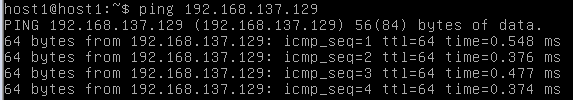 host1@host1:~$ ping 192.168.137.129
PING 192.168.137.129 (192.168.137.129) 56(84) bytes of data.
64 bytes from 192.168.137.129: icmp_seq=1 ttl=64 time=0.548 ms
64 bytes from 192.168.137.129: icmp_seq=2 ttl=64 time=0.376 ms
64 bytes from 192.168.137.129: icmp_seq=3 ttl=64 time=0.477 ms
64 bytes from 192.168.137.129: icmp_seq=4 ttl=64 time=0.374 ms